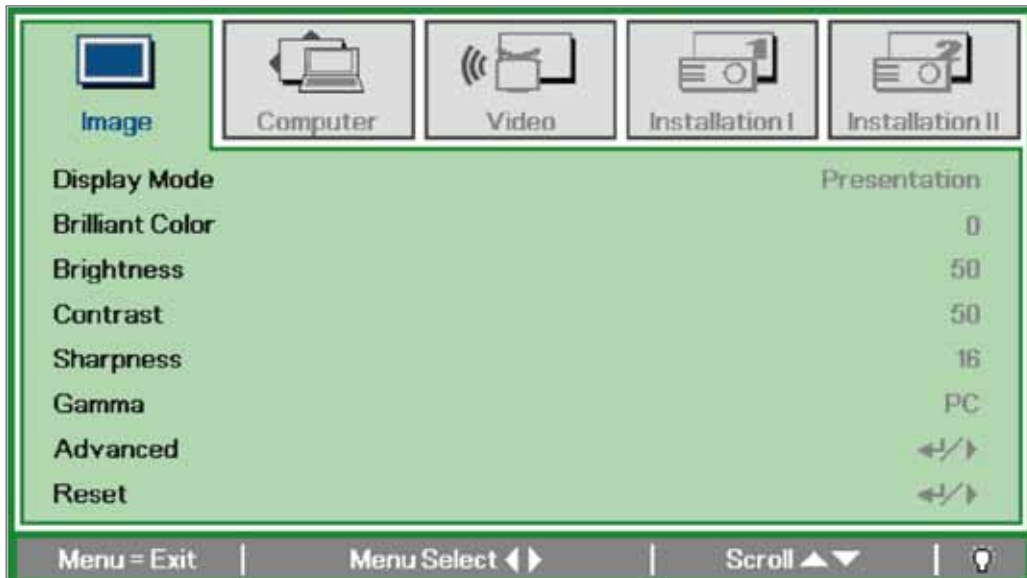 Image Computer Video Installation I Installation II
Display Mode Presentation
Brilliant Color 0
Brightness 50
Contrast 50
Sharpness 16
Gamma PC
Advanced ↵/▶
Reset ↵/▶
Menu = Exit | Menu Select ◀▶ | Scroll ▲▼